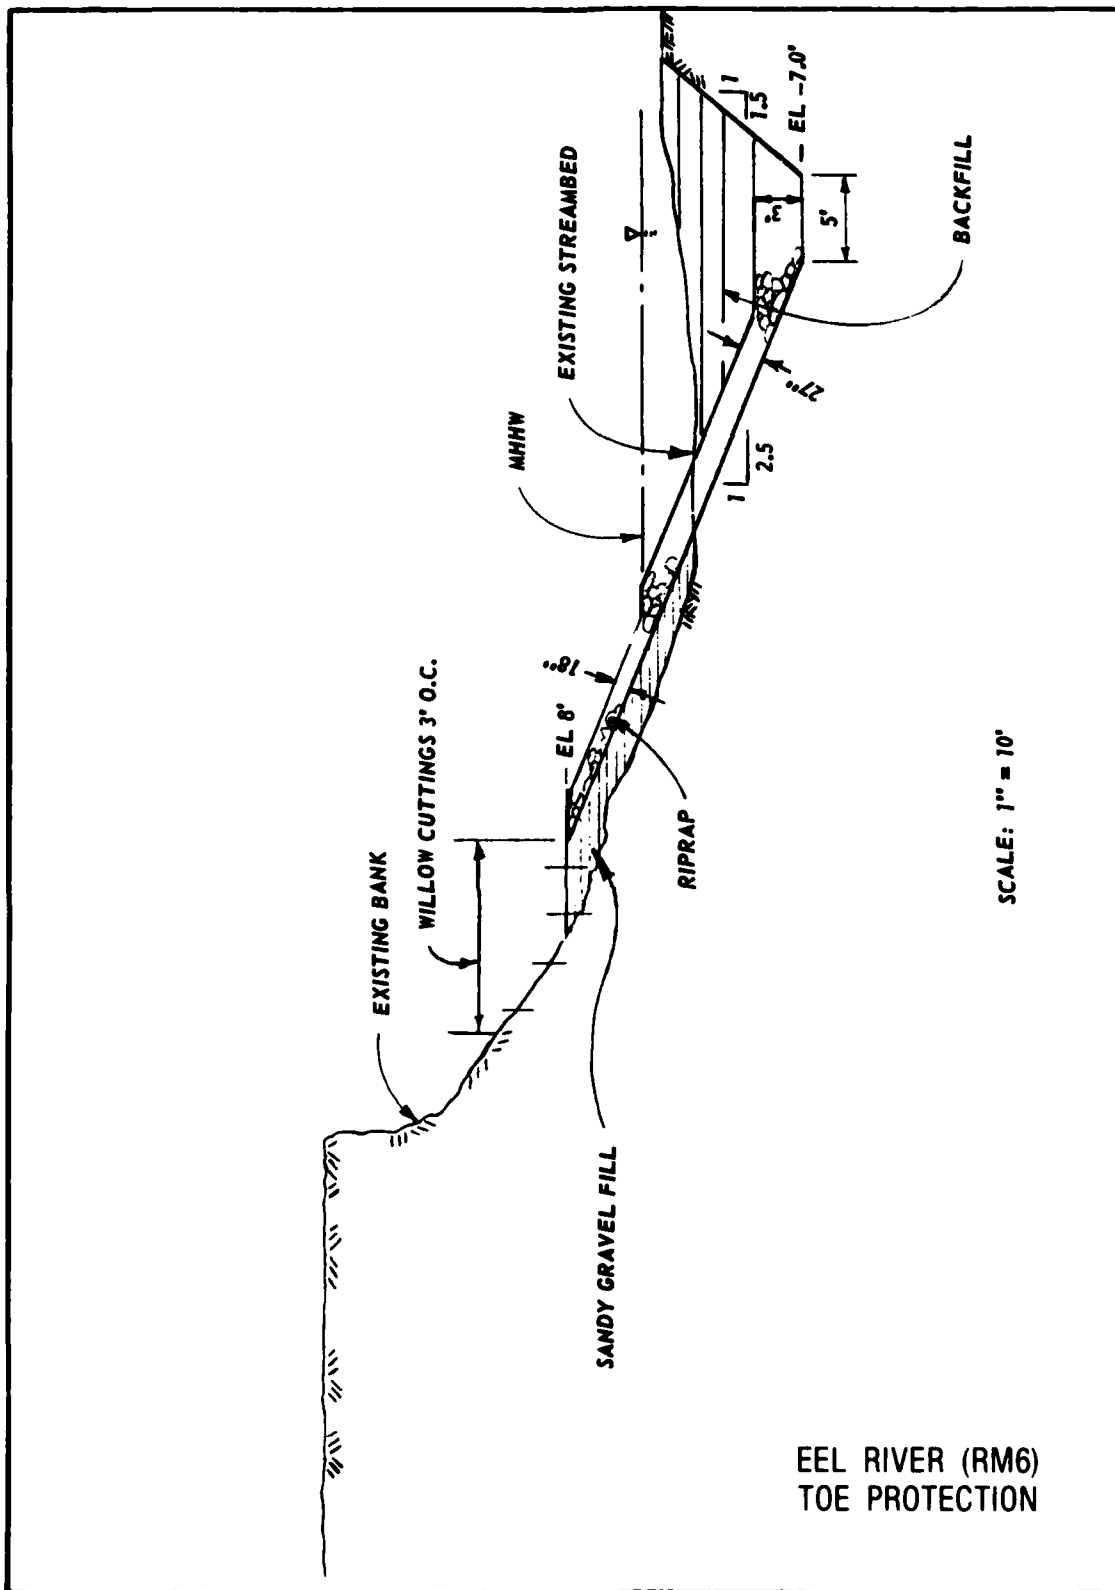 EXISTING BANK
WILLOW CUTTINGS 3' O.C.
MHHW
EXISTING STREAMBED
EL 8'
18"
1
2.5
27"
3'
5'
1
1.5
EL -7.0'
BACKFILL
RIPRAP
SANDY GRAVEL FILL
SCALE: 1" = 10'
EEL RIVER (RM6)
TOE PROTECTION